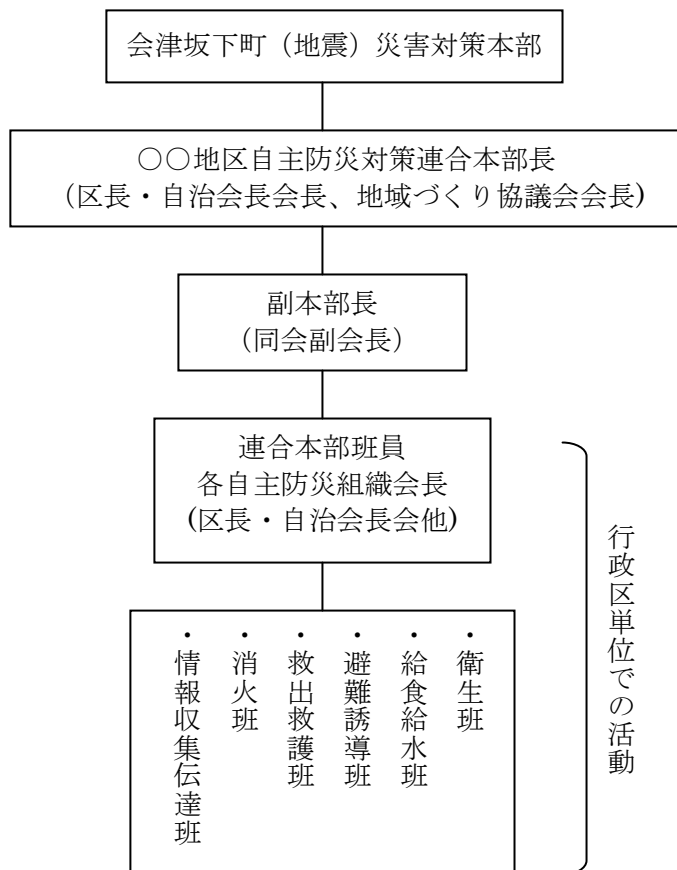 会津坂下町（地震）災害対策本部
○○地区自主防災対策連合本部長
（区長・自治会長会長、地域づくり協議会会長）
副本部長
（同会副会長）
連合本部班員
各自主防災組織会長
(区長・自治会長会他)
・衛生班
・給食給水班
・避難誘導班
・救出救護班
・消火班
・情報収集伝達班
行政区単位での活動